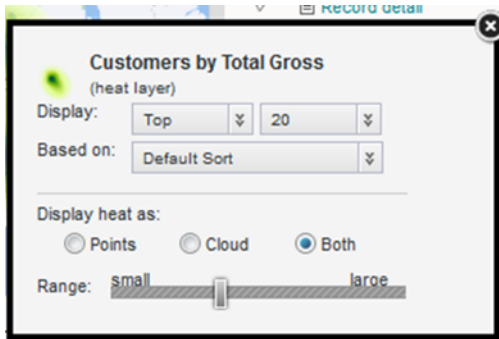 Record detail
Customers by Total Gross
(heat layer)
Display: Top 20
Based on: Default Sort
Display heat as:
Points Cloud Both
Range: small large